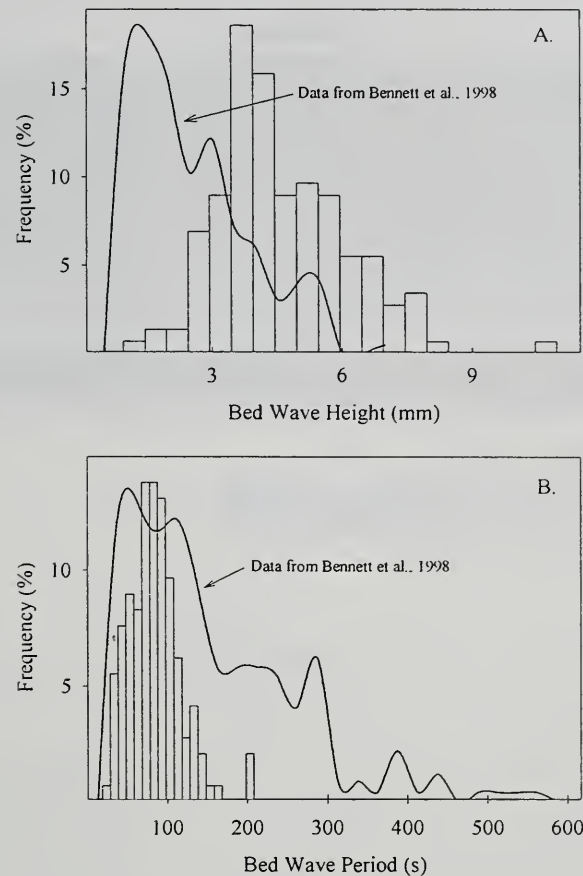 A.
Data from Bennett et al., 1998
15
10
5
Frequency (%)
3
6
9
Bed Wave Height (mm)
B.
Data from Bennett et al., 1998
10
5
Frequency (%)
100
200
300
400
500
600
Bed Wave Period (s)